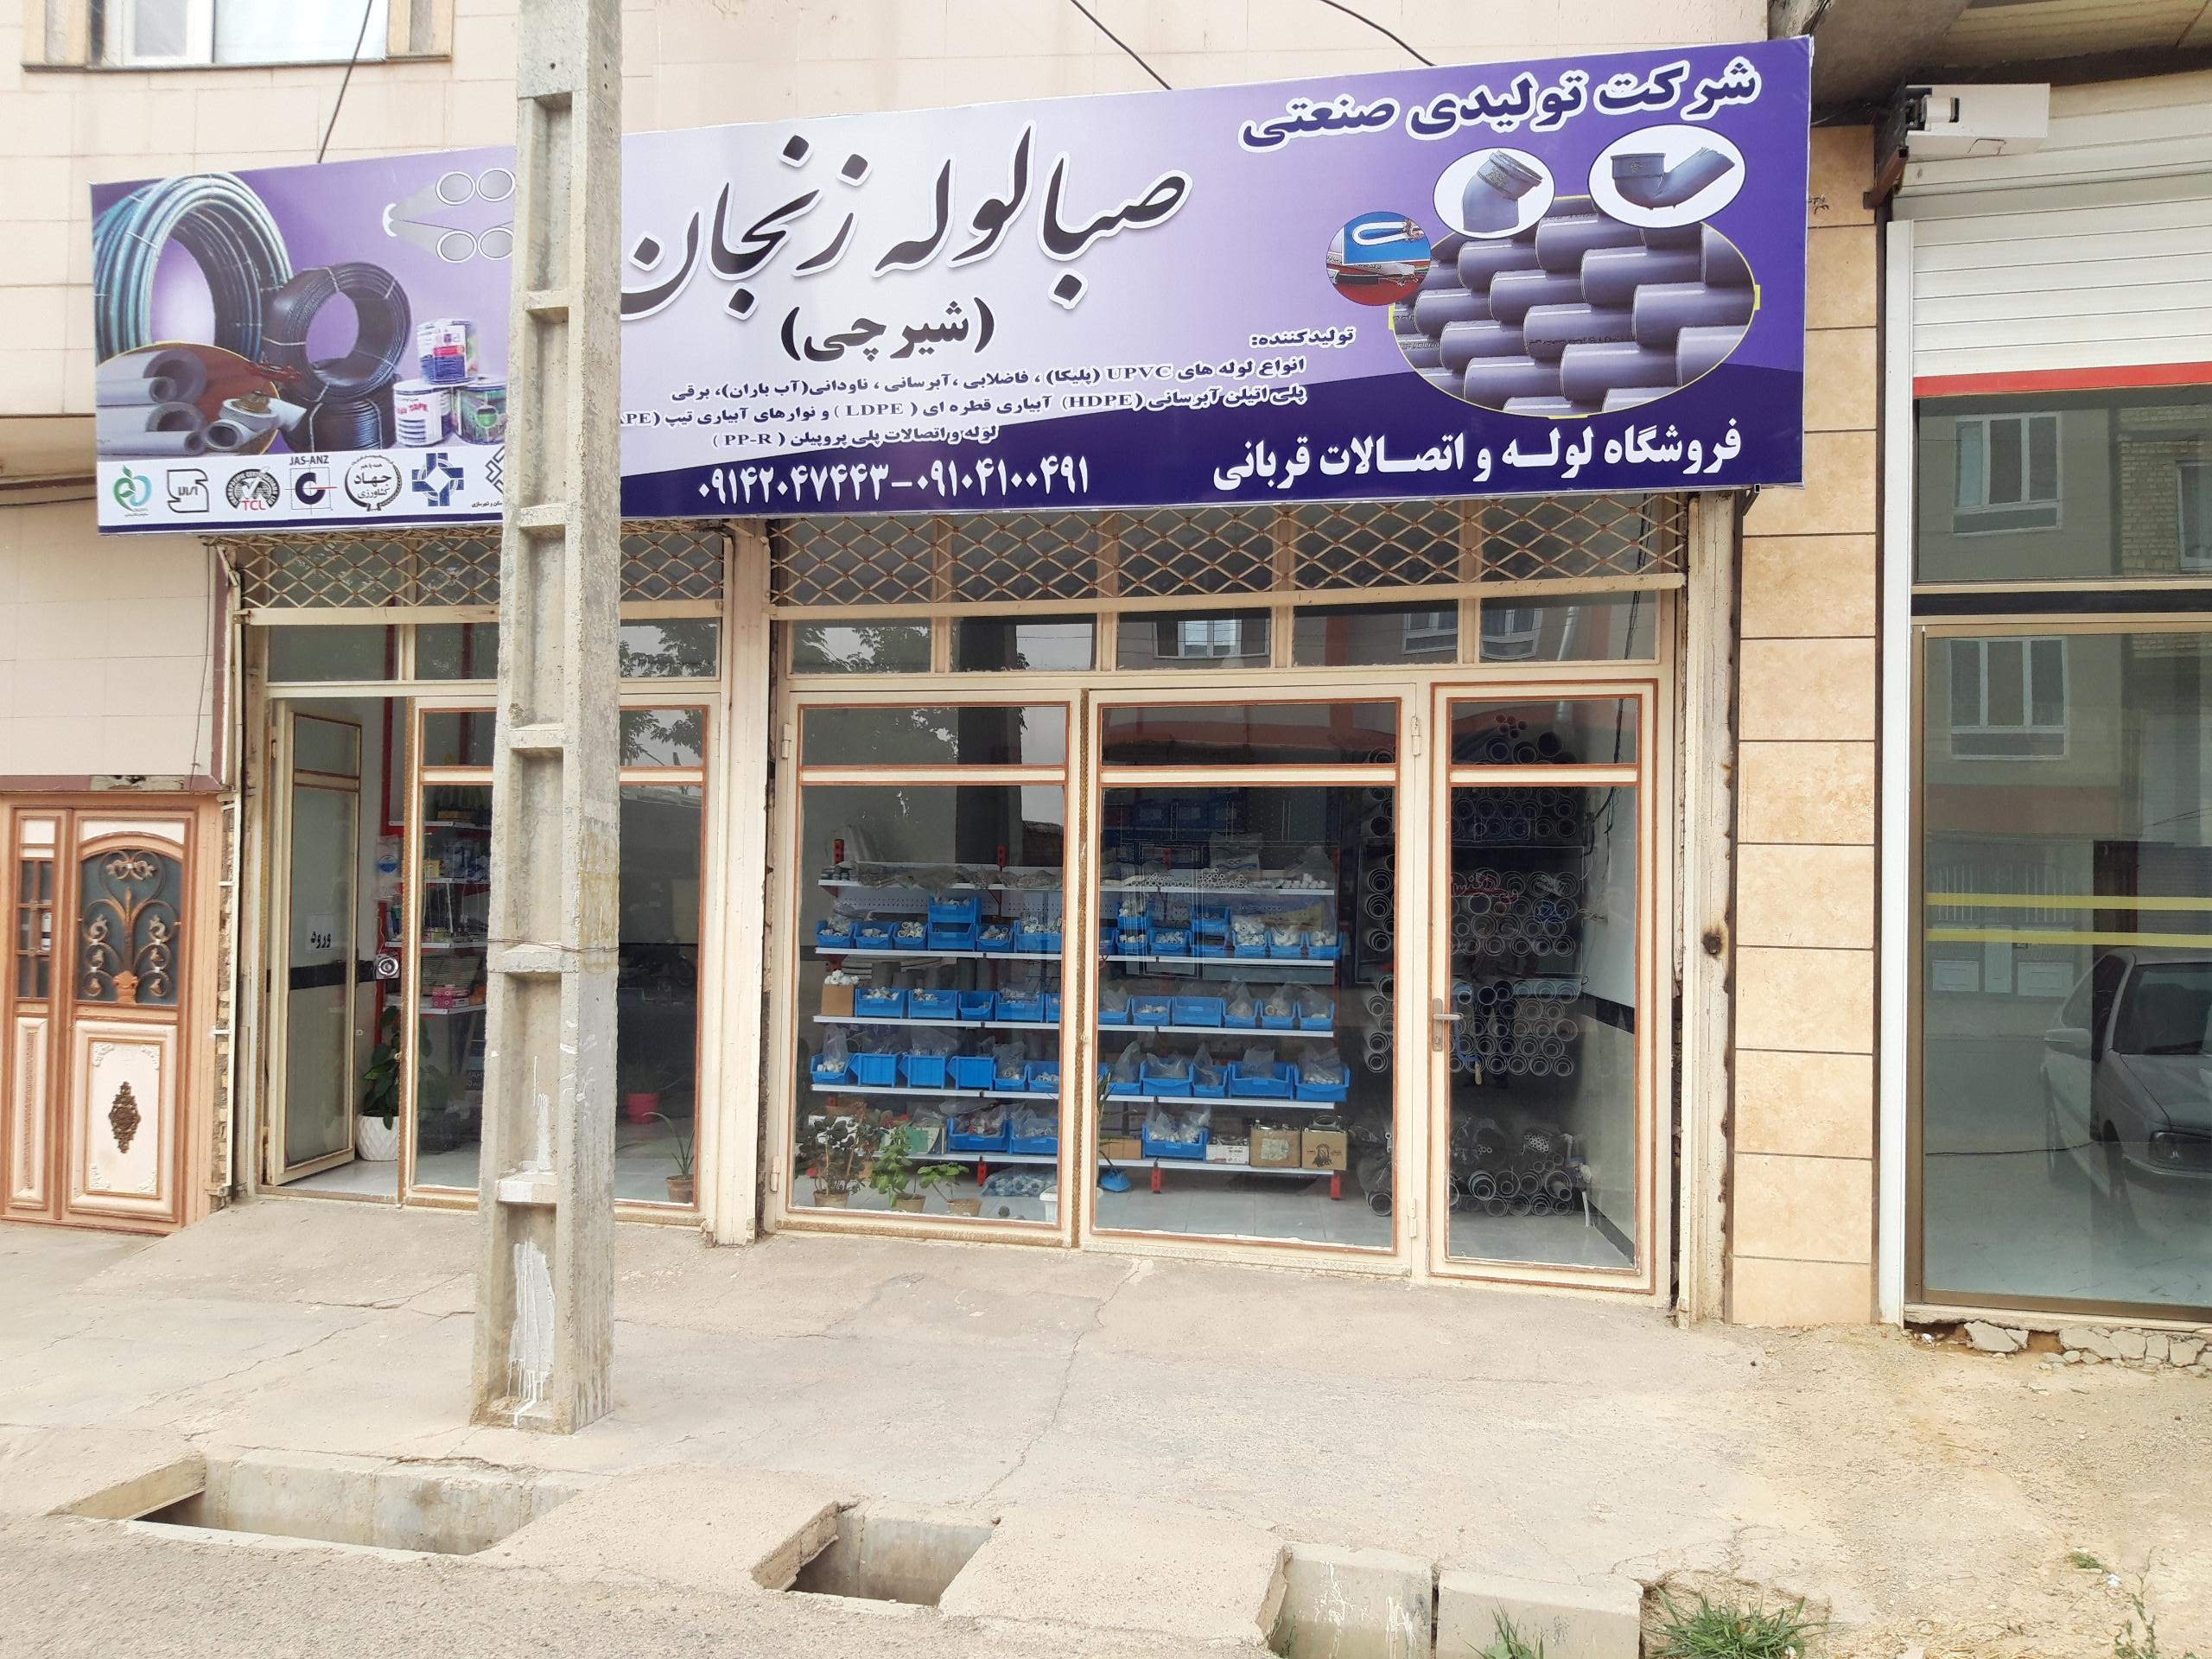 شرکت تولیدی صنعتی
صبا لوله زنجان
(شیرچی)
تولیدکننده:
انواع لوله های UPVC (پلیکا) ، فاضلابی ،آبرسانی ، ناودانی(آب باران)، برقی
پلی اتیلن آبرسانی (HDPE) آبیاری قطره ای ( LDPE ) و نوارهای آبیاری تیپ
لوله و اتصالات پلی پروپیلن ( PP-R )
فروشگاه لوله و اتصالات قربانی
۰۹۱۴۲۰۴۷۴۴۳-۰۹۱۰۴۱۰۰۴۹۱
JAS-ANZ
TCL
جهاد
کشاورزی
ورود